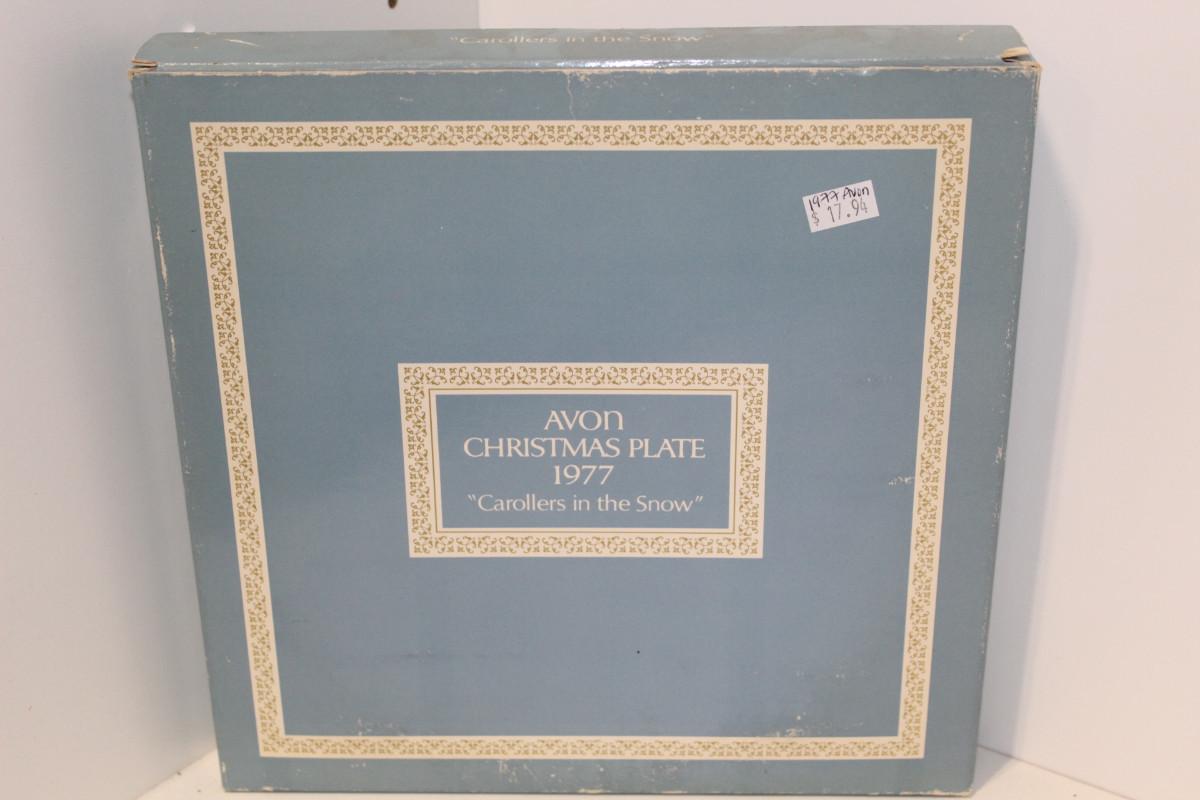 "Carollers in the Snow"
1977 Avon
$ 17.94
AVON
CHRISTMAS PLATE
1977
"Carollers in the Snow"